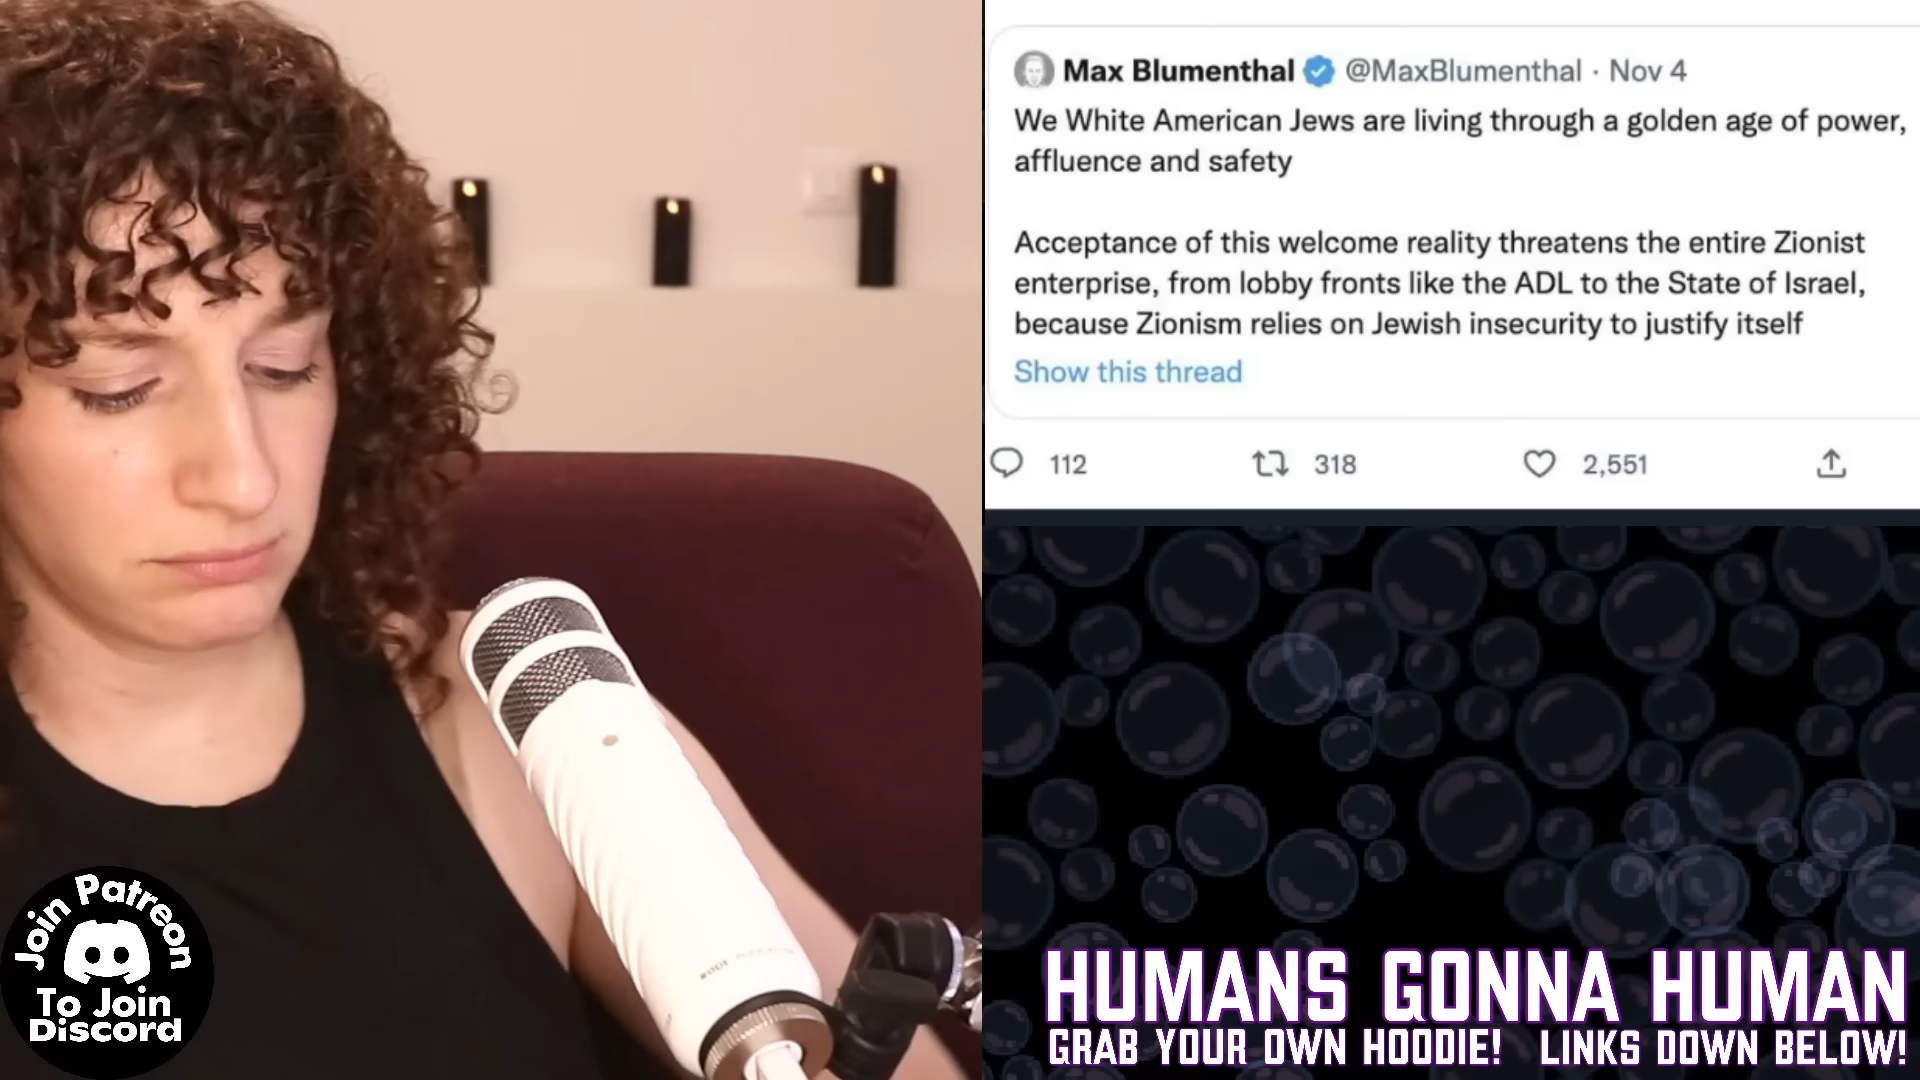 Max Blumenthal @MaxBlumenthal · Nov 4
We White American Jews are living through a golden age of power,
affluence and safety
Acceptance of this welcome reality threatens the entire Zionist
enterprise, from lobby fronts like the ADL to the State of Israel,
because Zionism relies on Jewish insecurity to justify itself
Show this thread
112 318 2,551
Join Patreon
To Join
Discord
RODE
HUMANS GONNA HUMAN
GRAB YOUR OWN HOODIE! LINKS DOWN BELOW!